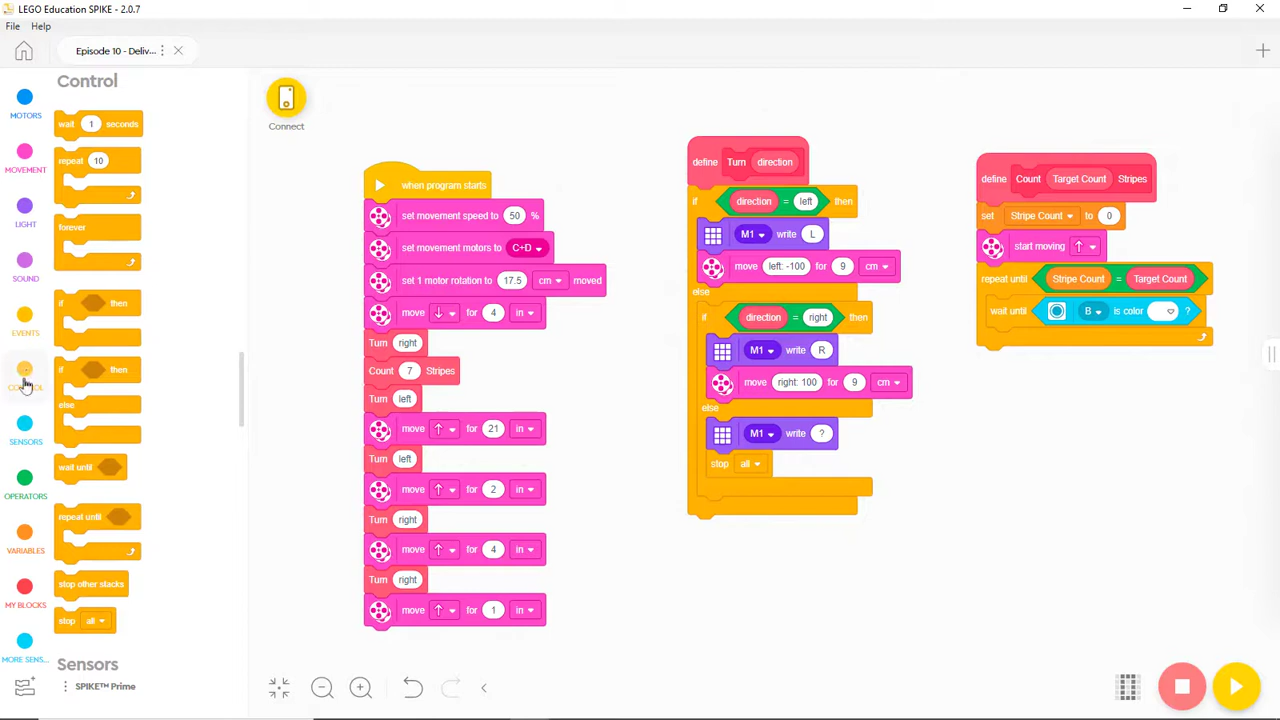 LEGO Education SPIKE - 2.0.7
File Help
Episode 10 - Deliv...
Control
MOTORS
MOVEMENT
LIGHT
SOUND
EVENTS
CONTROL
SENSORS
OPERATORS
VARIABLES
MY BLOCKS
MORE SENS...
wait 1 seconds
repeat 10
forever
if then
if then
else
wait until
repeat until
stop other stacks
stop all
Sensors
SPIKE™ Prime
Connect
when program starts
set movement speed to 50 %
set movement motors to C+D
set 1 motor rotation to 17.5 cm moved
move for 4 in
Turn right
Count 7 Stripes
Turn left
move for 21 in
Turn left
move for 2 in
Turn right
move for 4 in
Turn right
move for 1 in
define Turn direction
if direction = left then
M1 write L
move left: -100 for 9 cm
else
if direction = right then
M1 write R
move right: 100 for 9 cm
else
M1 write ?
stop all
define Count Target Count Stripes
set Stripe Count to 0
start moving
repeat until Stripe Count = Target Count
wait until B is color ?